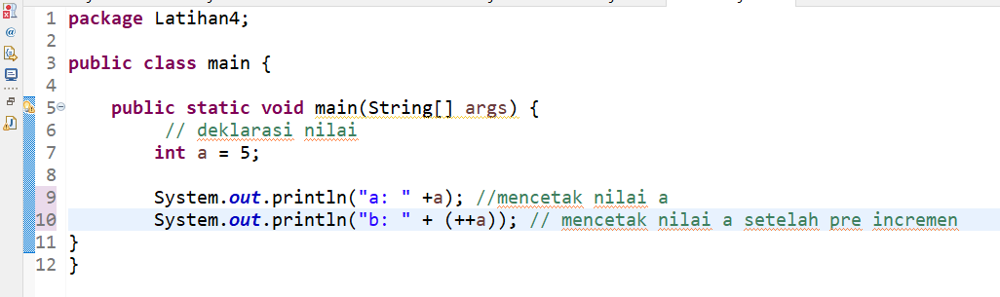 1 package Latihan4;
2
3 public class main {
4
5 public static void main(String[] args) {
6 // deklarasi nilai
7 int a = 5;
8
9 System.out.println("a: " +a); //mencetak nilai a
10 System.out.println("b: " + (++a)); // mencetak nilai a setelah pre incremen
11 }
12 }